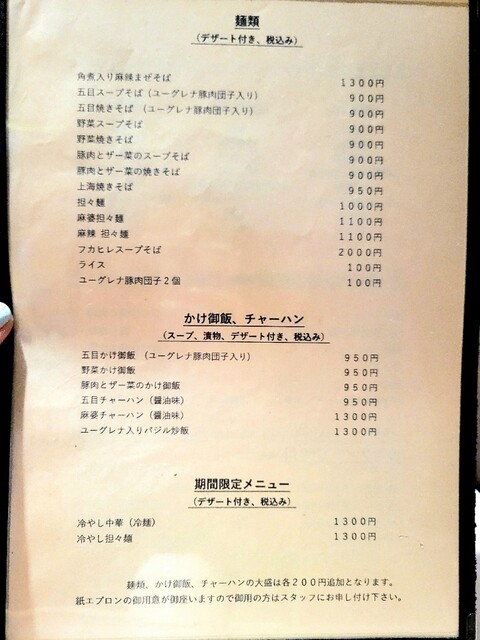 麺類
（デザート付き、税込み）
角煮入り麻辣まぜそば 1300円
五目スープそば（ユーグレナ豚肉団子入り） 900円
五目焼きそば （ユーグレナ豚肉団子入り） 900円
野菜スープそば 900円
野菜焼きそば 900円
豚肉とザー菜のスープそば 900円
豚肉とザー菜の焼きそば 900円
上海焼きそば 950円
担々麺 1000円
麻婆担々麺 1100円
麻辣 担々麺 1100円
フカヒレスープそば 2000円
ライス 100円
ユーグレナ豚肉団子２個 100円
かけ御飯、チャーハン
（スープ、漬物、デザート付き、税込み）
五目かけ御飯 （ユーグレナ豚肉団子入り） 950円
野菜かけ御飯 950円
豚肉とザー菜のかけ御飯 950円
五目チャーハン（醤油味） 950円
麻婆チャーハン（醤油味） 1300円
ユーグレナ入りバジル炒飯 1300円
期間限定メニュー
（デザート付き、税込み）
冷やし中華（冷麺） 1300円
冷やし担々麺 1300円
麺類、かけ御飯、チャーハンの大盛は各２００円追加となります。
紙エプロンの御用意が御座いますので御用の方はスタッフにお申し付け下さい。